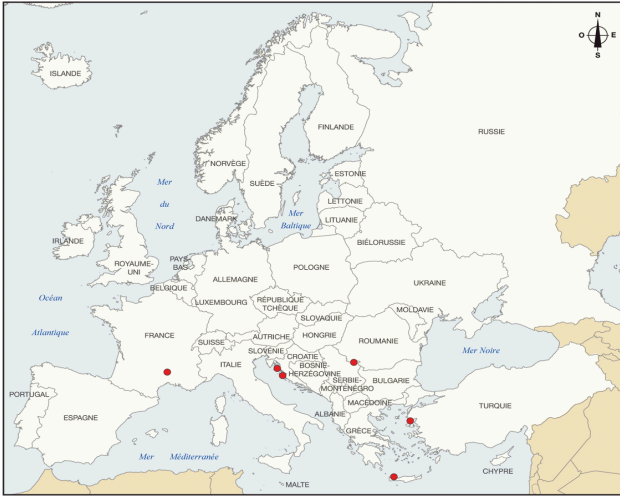 N
O E
S
ISLANDE
RUSSIE
FINLANDE
NORVÈGE
SUÈDE
ESTONIE
Mer
du
Nord
LETTONIE
LITUANIE
DANEMARK
Mer
Baltique
IRLANDE
BIÉLORUSSIE
ROYAUME-
UNI
PAYS-
BAS
POLOGNE
ALLEMAGNE
BELGIQUE
UKRAINE
Océan
Atlantique
LUXEMBOURG
RÉPUBLIQUE
TCHÈQUE
MOLDAVIE
SLOVAQUIE
FRANCE
SUISSE
AUTRICHE
HONGRIE
ROUMANIE
SLOVÉNIE
Mer Noire
ITALIE
CROATIE
BOSNIE-
HERZÉGOVINE
SERBIE-
MONTÉNÉGRO
BULGARIE
PORTUGAL
ESPAGNE
MACÉDOINE
TURQUIE
ALBANIE
GRÈCE
Mer Méditerranée
CHYPRE
MALTE